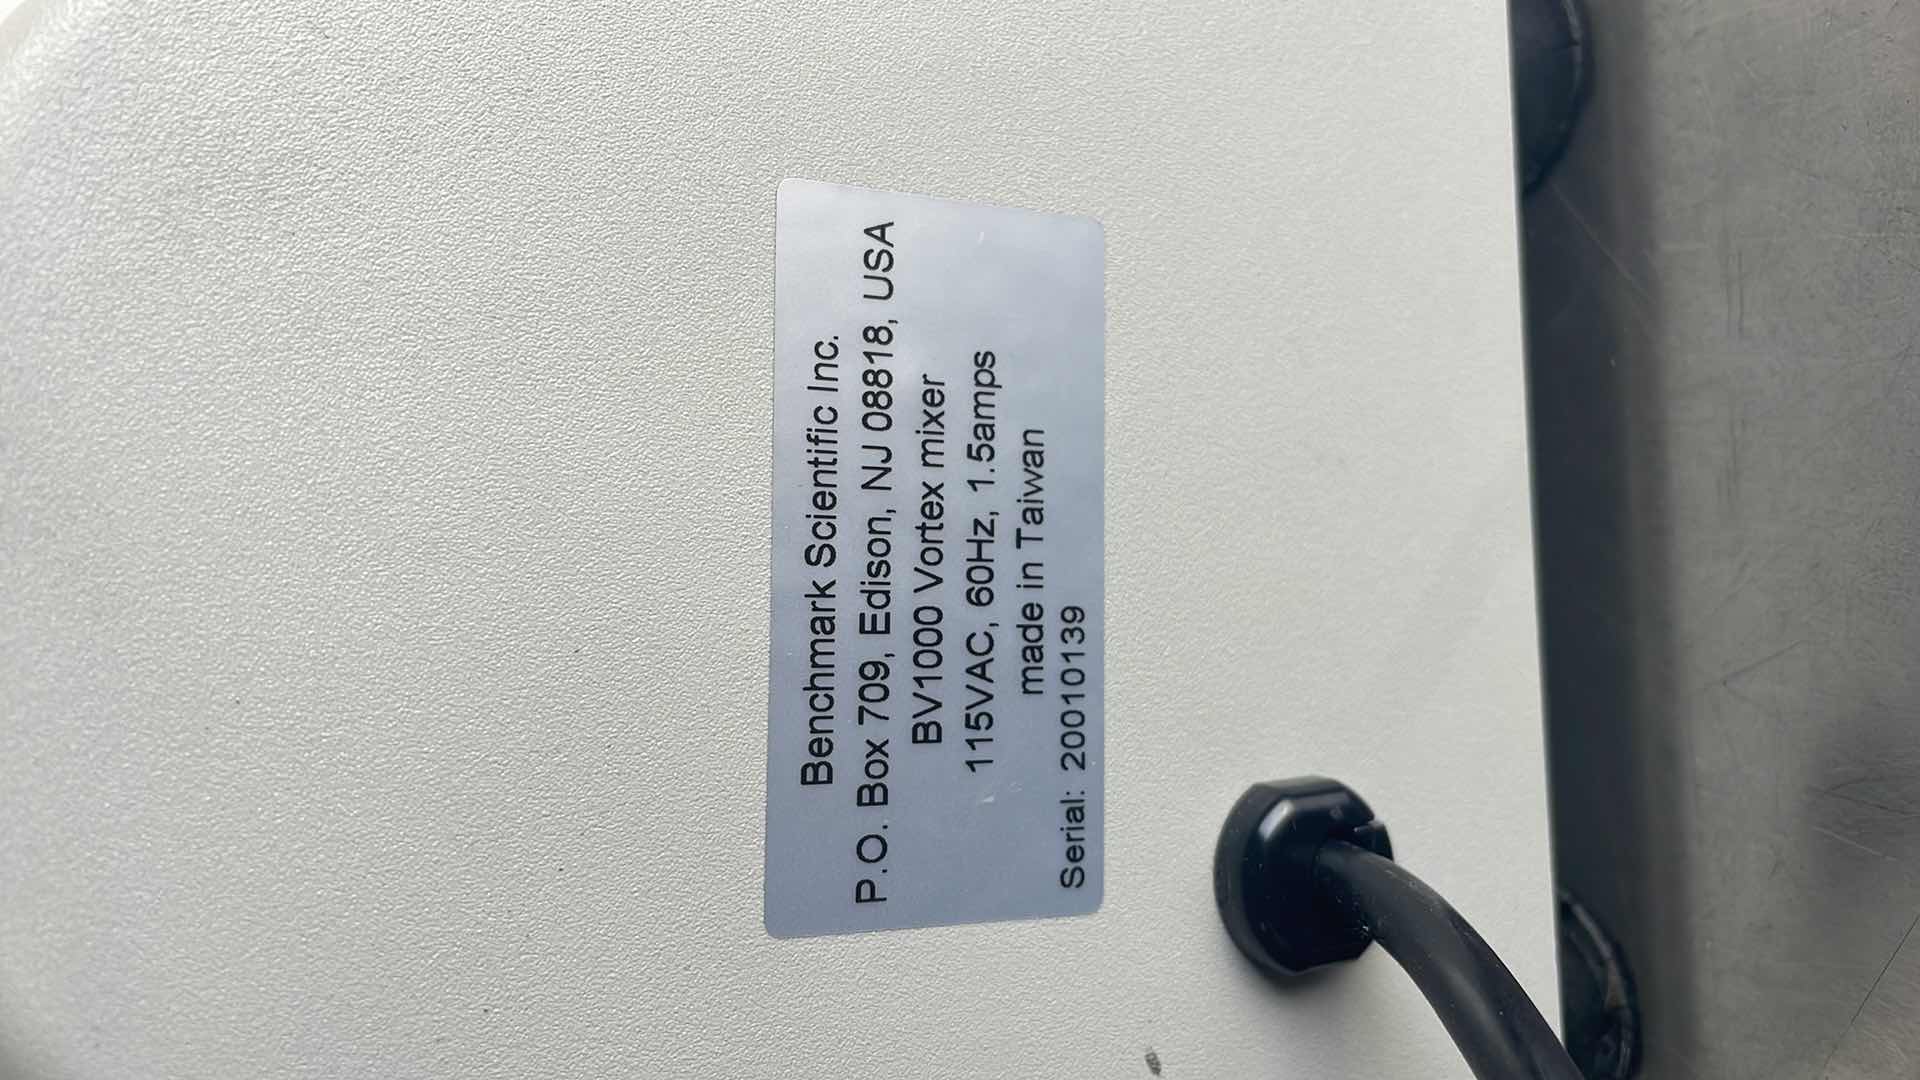 Benchmark Scientific Inc.
P.O. Box 709, Edison, NJ 08818, USA
BV1000 Vortex mixer
115VAC, 60Hz, 1.5amps
made in Taiwan
Serial: 20010139